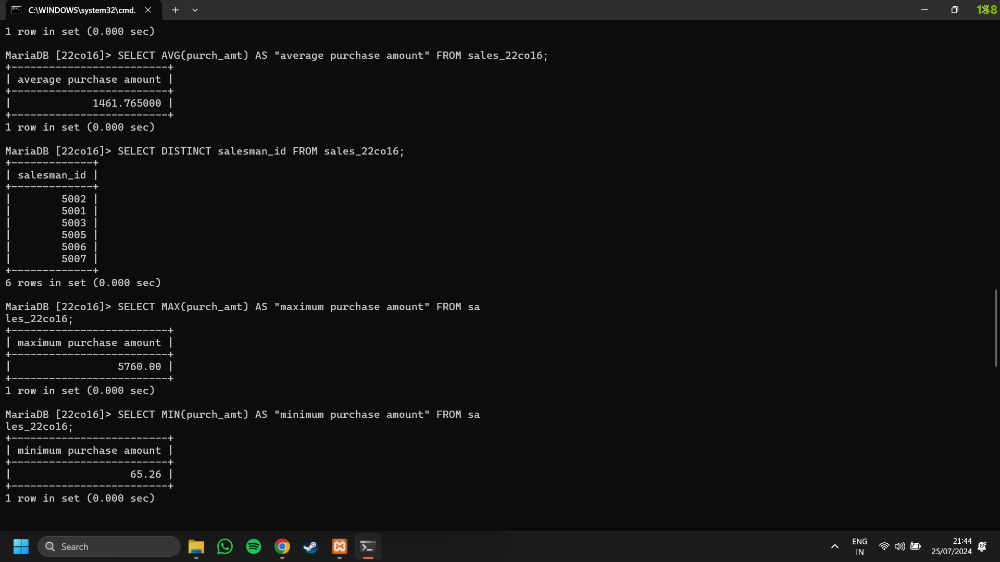 C:\WINDOWS\system32\cmd.
158
1 row in set (0.000 sec)
MariaDB [22co16]> SELECT AVG(purch_amt) AS "average purchase amount" FROM sales_22co16;
+-------------------------+
| average purchase amount |
+-------------------------+
|             1461.765000 |
+-------------------------+
1 row in set (0.000 sec)
MariaDB [22co16]> SELECT DISTINCT salesman_id FROM sales_22co16;
+-------------+
| salesman_id |
+-------------+
|        5002 |
|        5001 |
|        5003 |
|        5005 |
|        5006 |
|        5007 |
+-------------+
6 rows in set (0.000 sec)
MariaDB [22co16]> SELECT MAX(purch_amt) AS "maximum purchase amount" FROM sa
les_22co16;
+-------------------------+
| maximum purchase amount |
+-------------------------+
|                 5760.00 |
+-------------------------+
1 row in set (0.000 sec)
MariaDB [22co16]> SELECT MIN(purch_amt) AS "minimum purchase amount" FROM sa
les_22co16;
+-------------------------+
| minimum purchase amount |
+-------------------------+
|                   65.26 |
+-------------------------+
1 row in set (0.000 sec)
Search
ENG
IN
21:44
25/07/2024